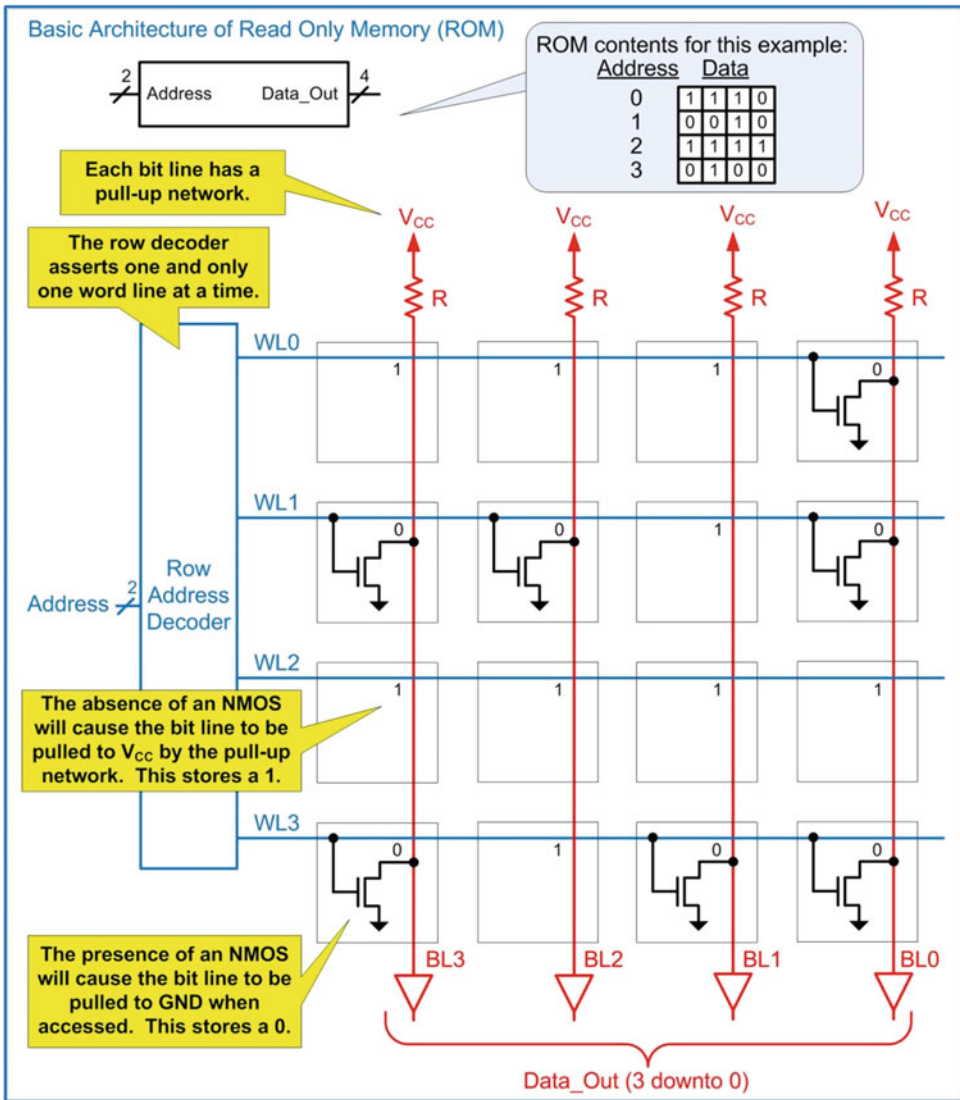 Basic Architecture of Read Only Memory (ROM)
2
Address
Data_Out
4
ROM contents for this example:
Address Data
0 1 1 1 0
1 0 0 1 0
2 1 1 1 1
3 0 1 0 0
Each bit line has a
pull-up network.
The row decoder
asserts one and only
one word line at a time.
VCC VCC VCC VCC
R R R R
WL0
1 1 1 0
WL1
0 0 1 0
Address
2
Row
Address
Decoder
WL2
1 1 1 1
The absence of an NMOS
will cause the bit line to be
pulled to VCC by the pull-up
network. This stores a 1.
WL3
0 1 0 0
The presence of an NMOS
will cause the bit line to be
pulled to GND when
accessed. This stores a 0.
BL3 BL2 BL1 BL0
Data_Out (3 downto 0)